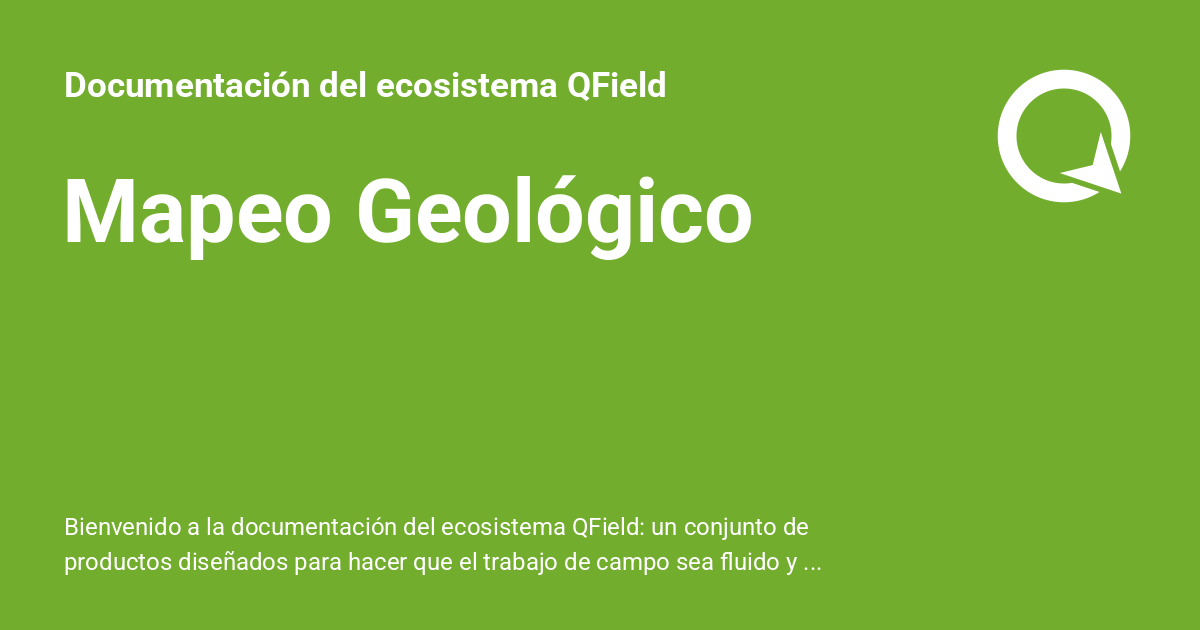 Documentación del ecosistema QField
Mapeo Geológico
Bienvenido a la documentación del ecosistema QField: un conjunto de
productos diseñados para hacer que el trabajo de campo sea fluido y ...